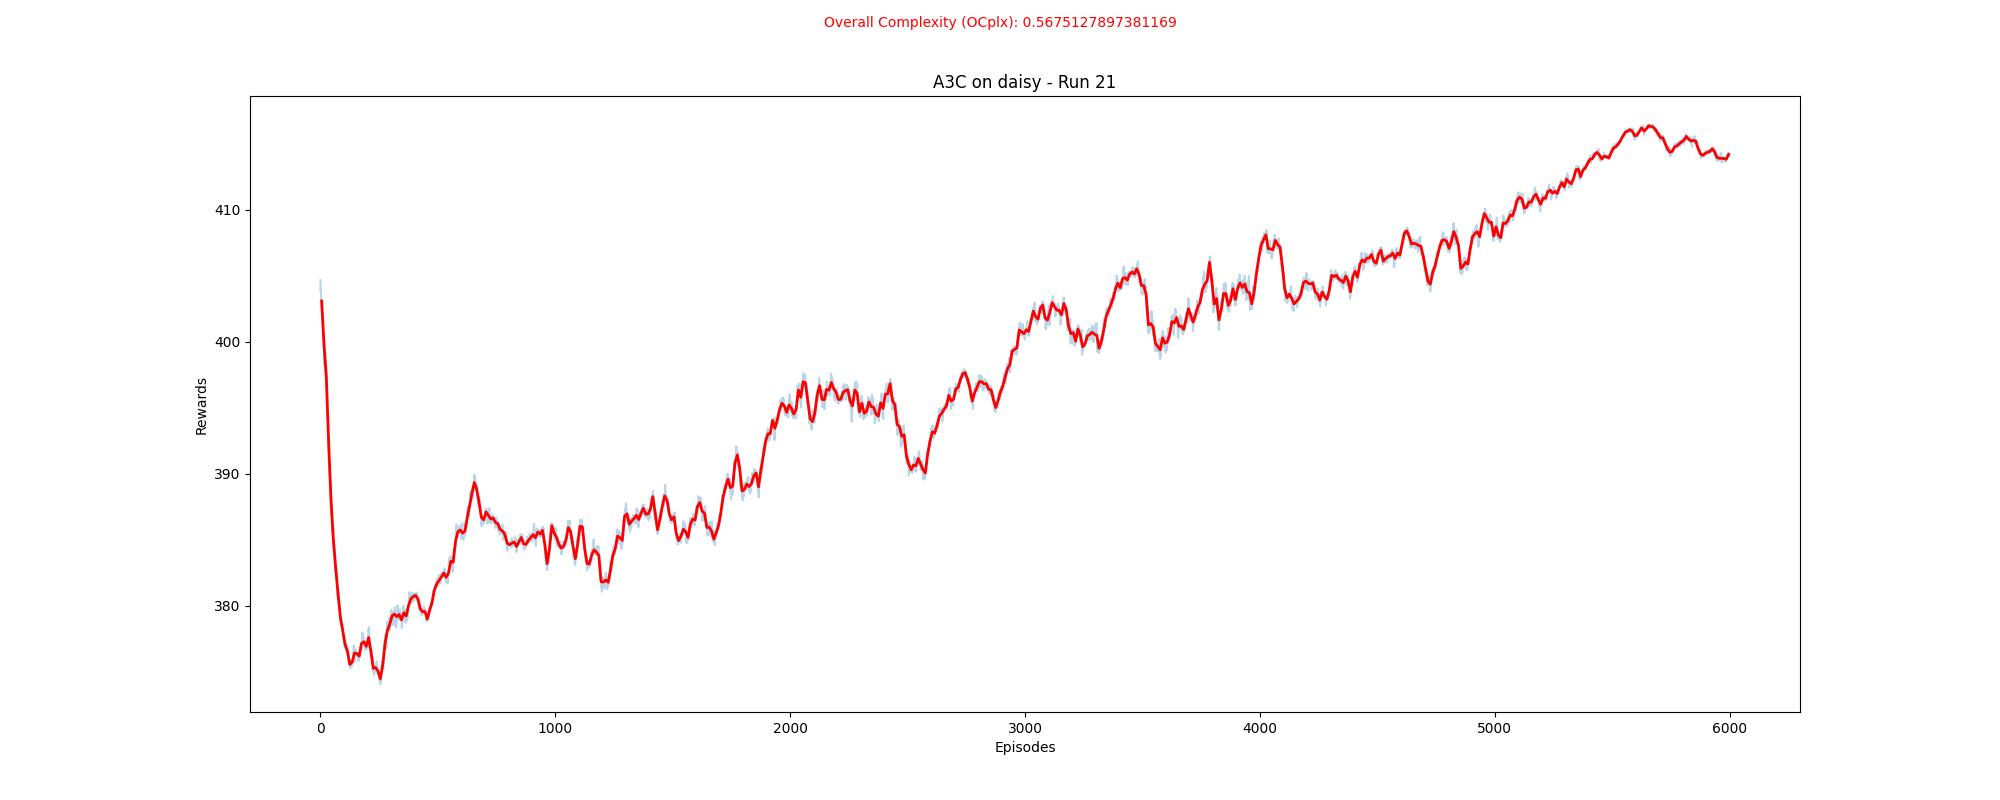 Overall Complexity (OCplx): 0.5675127897381169
A3C on daisy - Run 21
Rewards
410
400
390
380
0 1000 2000 3000 4000 5000 6000
Episodes